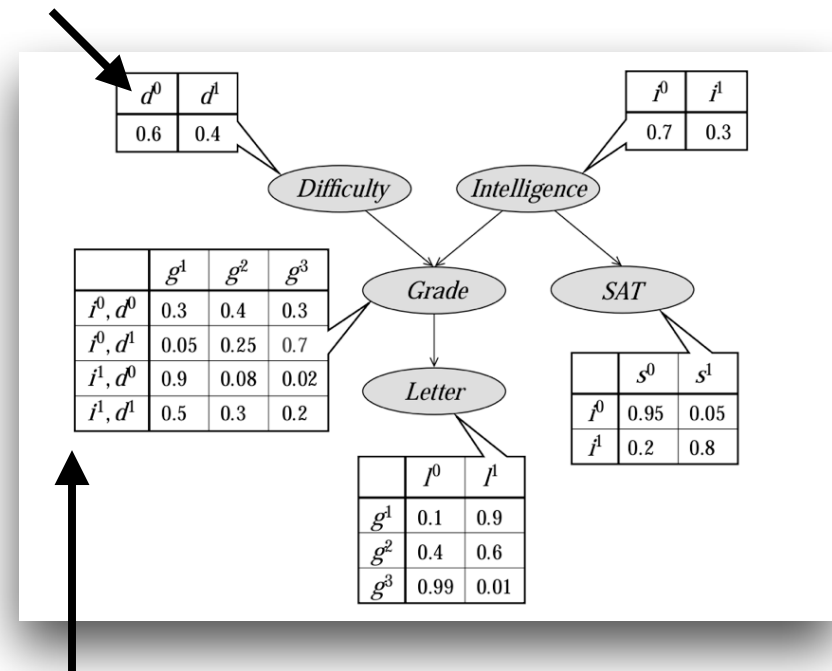 d⁰ d¹
0.6 0.4
i⁰ i¹
0.7 0.3
Difficulty
Intelligence
g¹ g² g³
i⁰, d⁰ 0.3 0.4 0.3
i⁰, d¹ 0.05 0.25 0.7
i¹, d⁰ 0.9 0.08 0.02
i¹, d¹ 0.5 0.3 0.2
Grade
SAT
Letter
s⁰ s¹
i⁰ 0.95 0.05
i¹ 0.2 0.8
l⁰ l¹
g¹ 0.1 0.9
g² 0.4 0.6
g³ 0.99 0.01